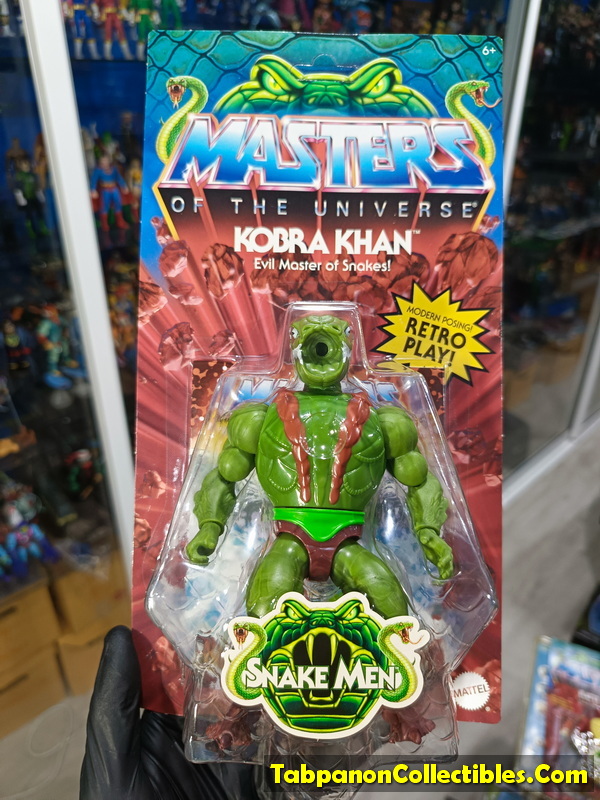 6+
MASTERS
OF THE UNIVERSE®
KOBRA KHAN™
Evil Master of Snakes!
MODERN POSING!
RETRO
PLAY!
SNAKE MEN
MATTEL
TabpanonCollectibles.Com